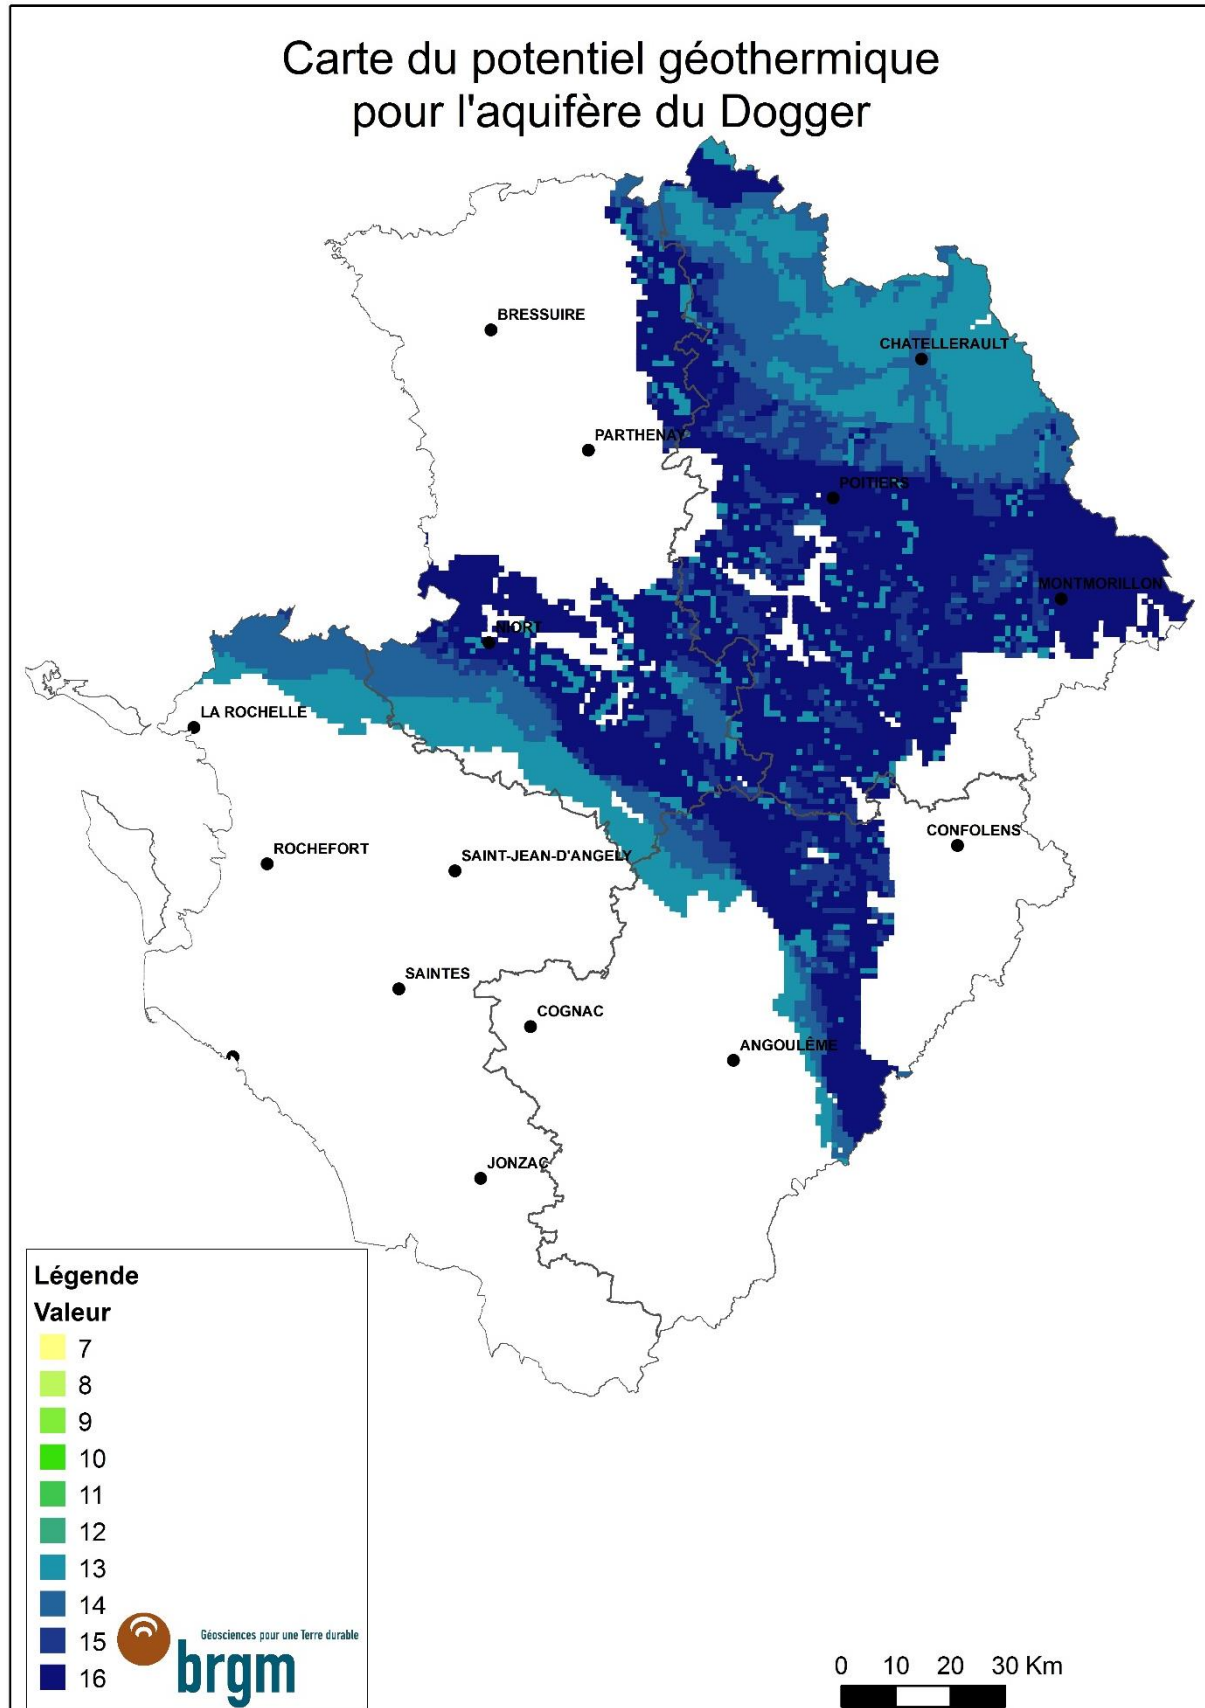 Carte du potentiel géothermique
pour l'aquifère du Dogger
BRESSUIRE
CHATELLERAULT
PARTHENAY
POITIERS
MONTMORILLON
NIORT
LA ROCHELLE
CONFOLENS
ROCHEFORT
SAINT-JEAN-D'ANGELY
SAINTES
COGNAC
ANGOULÊME
JONZAC
Légende
Valeur
7
8
9
10
11
12
13
14
15
16
Géosciences pour une Terre durable
brgm
0 10 20 30 Km